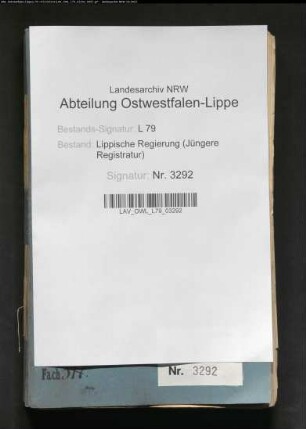 Landesarchiv NRW
Abteilung Ostwestfalen-Lippe
Bestands-Signatur: L 79
Bestand: Lippische Regierung (Jüngere
Registratur)
Signatur: Nr. 3292
LAV_OWL_L79_03292
Fach.
Nr. 3292